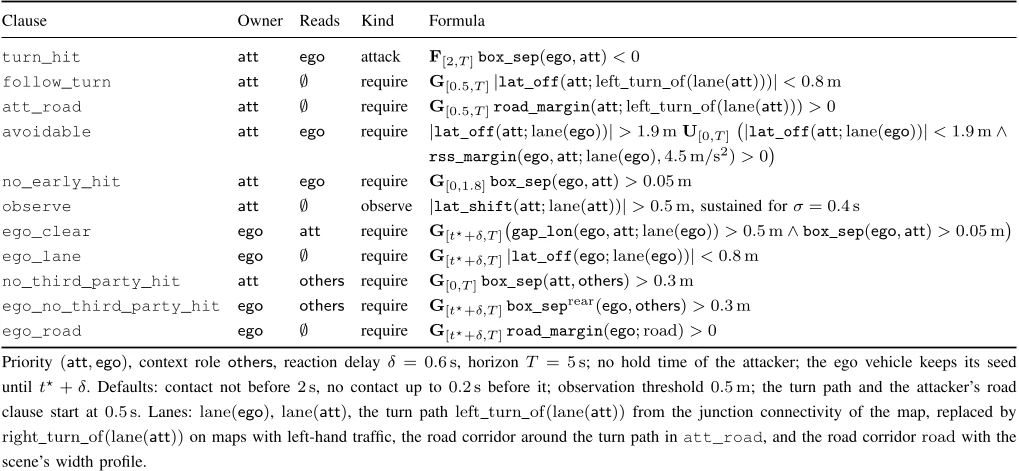 Clause Owner Reads Kind Formula
turn_hit att ego attack F[2,T] box_sep(ego, att) < 0
follow_turn att ∅ require G[0.5,T] |lat_off(att; left_turn_of(lane(att)))| < 0.8 m
att_road att ∅ require G[0.5,T] road_margin(att; left_turn_of(lane(att))) > 0
avoidable att ego require |lat_off(att; lane(ego))| > 1.9 m U[0,T] (|lat_off(att; lane(ego))| < 1.9 m ∧
rss_margin(ego, att; lane(ego), 4.5 m/s²) > 0)
no_early_hit att ego require G[0,1.8] box_sep(ego, att) > 0.05 m
observe att ∅ observe |lat_shift(att; lane(att))| > 0.5 m, sustained for σ = 0.4 s
ego_clear ego att require G[t⋆+δ,T](gap_lon(ego, att; lane(ego)) > 0.5 m ∧ box_sep(ego, att) > 0.05 m)
ego_lane ego ∅ require G[t⋆+δ,T] |lat_off(ego; lane(ego))| < 0.8 m
no_third_party_hit att others require G[0,T] box_sep(att, others) > 0.3 m
ego_no_third_party_hit ego others require G[t⋆+δ,T] box_sep^rear(ego, others) > 0.3 m
ego_road ego ∅ require G[t⋆+δ,T] road_margin(ego; road) > 0
Priority (att, ego), context role others, reaction delay δ = 0.6 s, horizon T = 5 s; no hold time of the attacker; the ego vehicle keeps its seed
until t⋆ + δ. Defaults: contact not before 2 s, no contact up to 0.2 s before it; observation threshold 0.5 m; the turn path and the attacker's road
clause start at 0.5 s. Lanes: lane(ego), lane(att), the turn path left_turn_of(lane(att)) from the junction connectivity of the map, replaced by
right_turn_of(lane(att)) on maps with left-hand traffic, the road corridor around the turn path in att_road, and the road corridor road with the
scene's width profile.